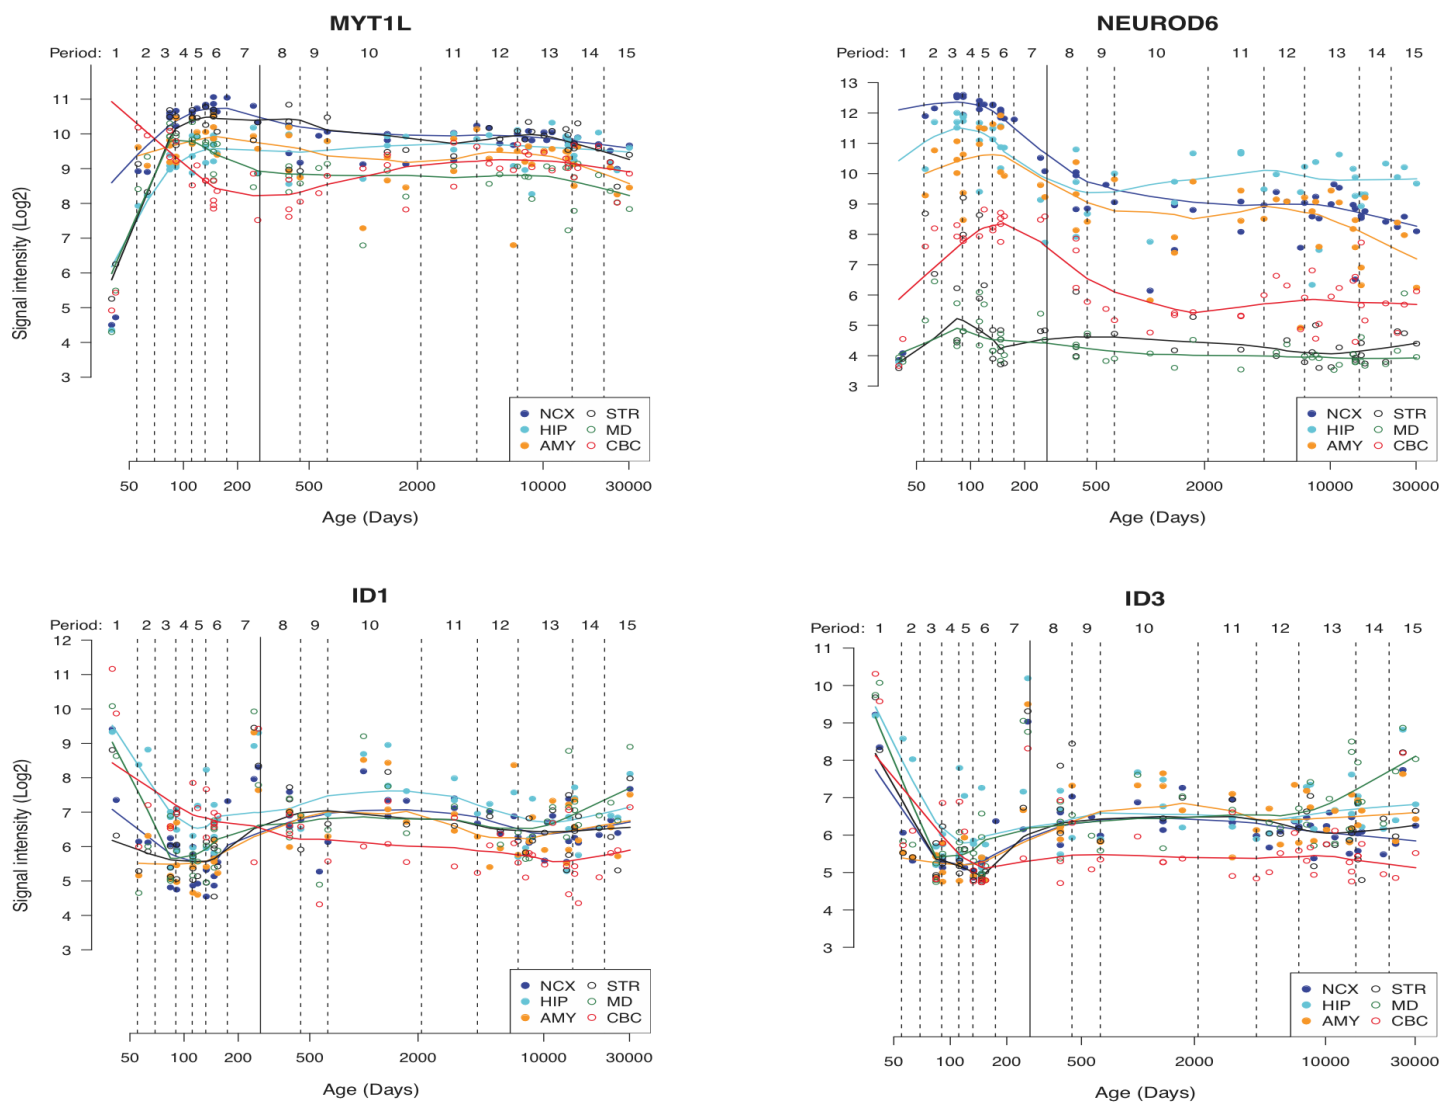 MYT1L
Period: 1 2 3 4 5 6 7 8 9 10 11 12 13 14 15
Signal intensity (Log2)
11
10
9
8
7
6
5
4
3
NCX STR
HIP MD
AMY CBC
50 100 200 500 2000 10000 30000
Age (Days)
NEUROD6
Period: 1 2 3 4 5 6 7 8 9 10 11 12 13 14 15
13
12
11
10
9
8
7
6
5
4
3
NCX STR
HIP MD
AMY CBC
50 100 200 500 2000 10000 30000
Age (Days)
ID1
Period: 1 2 3 4 5 6 7 8 9 10 11 12 13 14 15
Signal intensity (Log2)
12
11
10
9
8
7
6
5
4
3
NCX STR
HIP MD
AMY CBC
50 100 200 500 2000 10000 30000
Age (Days)
ID3
Period: 1 2 3 4 5 6 7 8 9 10 11 12 13 14 15
11
10
9
8
7
6
5
4
3
NCX STR
HIP MD
AMY CBC
50 100 500 2000 10000 30000
Age (Days)